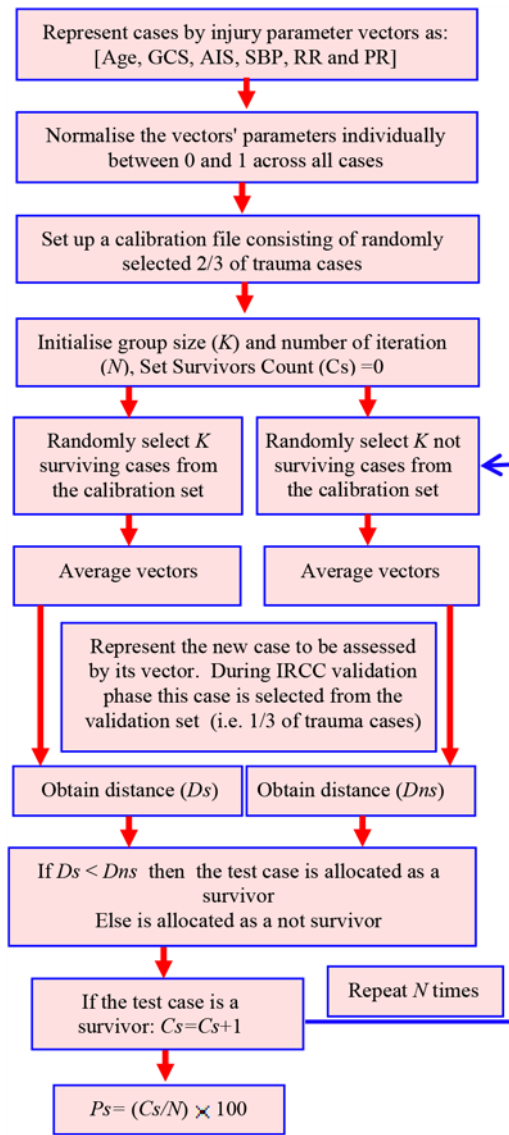 Represent cases by injury parameter vectors as:
[Age, GCS, AIS, SBP, RR and PR]
Normalise the vectors' parameters individually
between 0 and 1 across all cases
Set up a calibration file consisting of randomly
selected 2/3 of trauma cases
Initialise group size (K) and number of iteration
(N), Set Survivors Count (Cs) =0
Randomly select K
surviving cases from
the calibration set
Randomly select K not
surviving cases from
the calibration set
Average vectors
Average vectors
Represent the new case to be assessed
by its vector. During IRCC validation
phase this case is selected from the
validation set (i.e. 1/3 of trauma cases)
Obtain distance (Ds)
Obtain distance (Dns)
If Ds < Dns then the test case is allocated as a
survivor
Else is allocated as a not survivor
If the test case is a
survivor: Cs=Cs+1
Repeat N times
Ps= (Cs/N) × 100